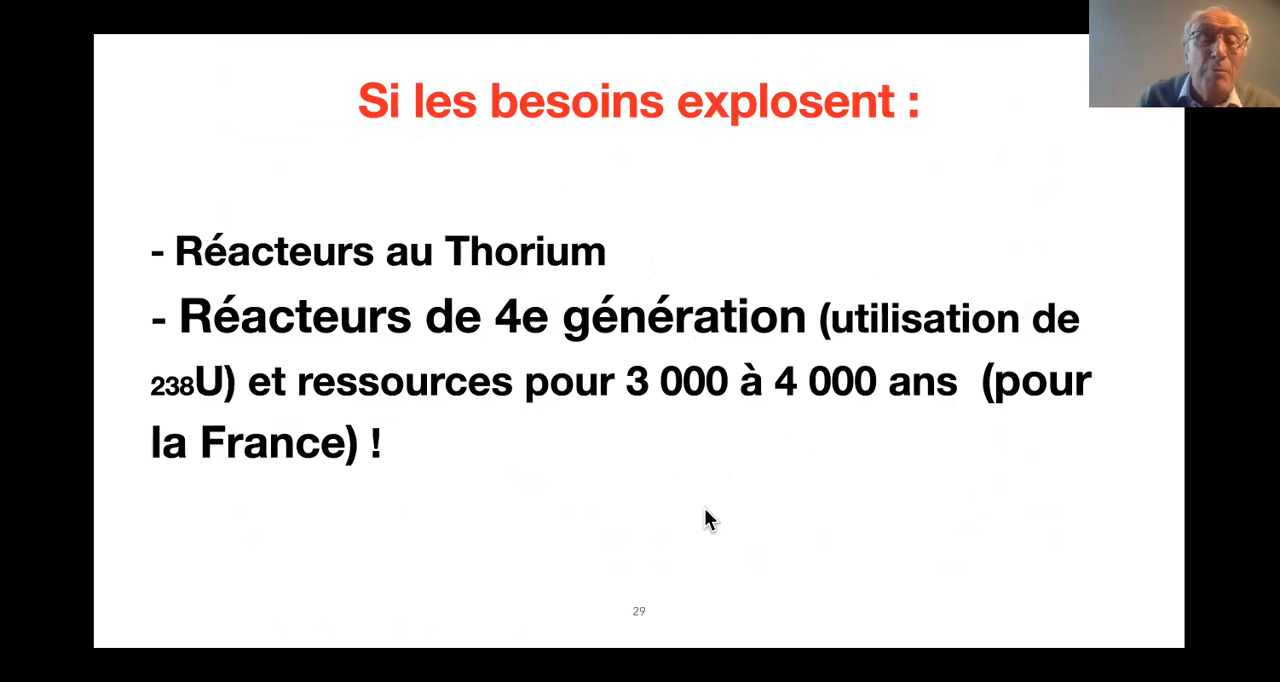 Si les besoins explosent :
- Réacteurs au Thorium
- Réacteurs de 4e génération (utilisation de
238U) et ressources pour 3 000 à 4 000 ans (pour
la France) !
29